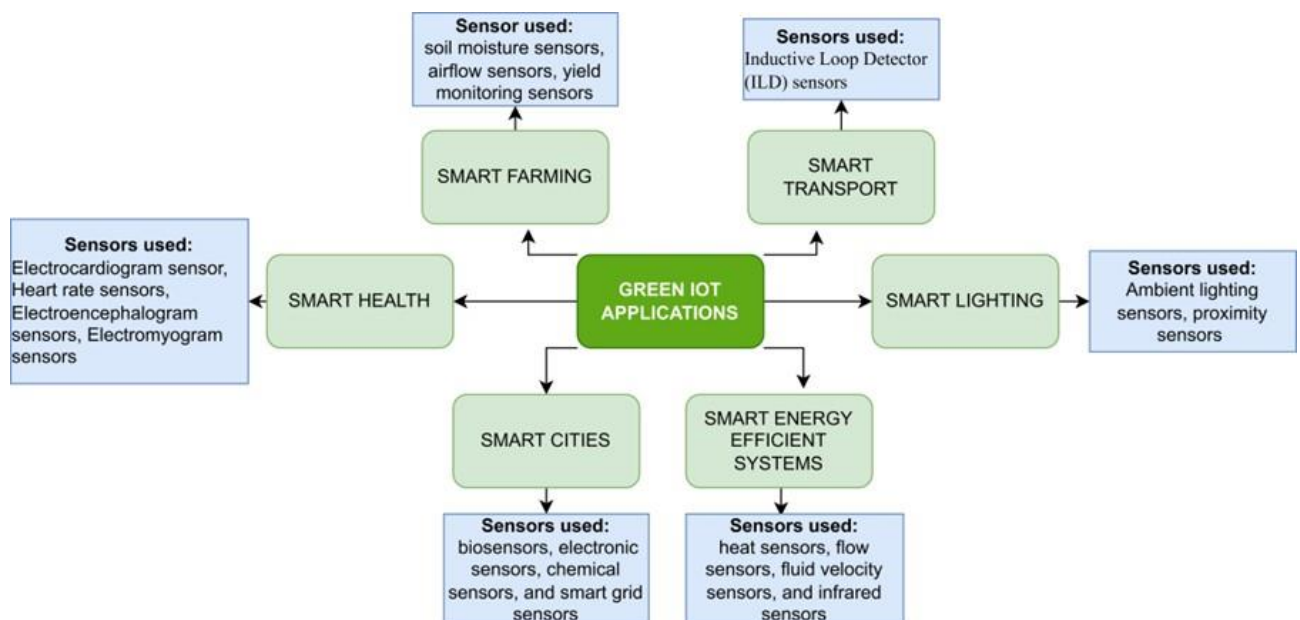 Sensor used:
soil moisture sensors,
airflow sensors, yield
monitoring sensors
Sensors used:
Inductive Loop Detector
(ILD) sensors
SMART FARMING
SMART
TRANSPORT
Sensors used:
Electrocardiogram sensor,
Heart rate sensors,
Electroencephalogram
sensors, Electromyogram
sensors
SMART HEALTH
GREEN IOT
APPLICATIONS
SMART LIGHTING
Sensors used:
Ambient lighting
sensors, proximity
sensors
SMART CITIES
SMART ENERGY
EFFICIENT
SYSTEMS
Sensors used:
biosensors, electronic
sensors, chemical
sensors, and smart grid
sensors
Sensors used:
heat sensors, flow
sensors, fluid velocity
sensors, and infrared
sensors